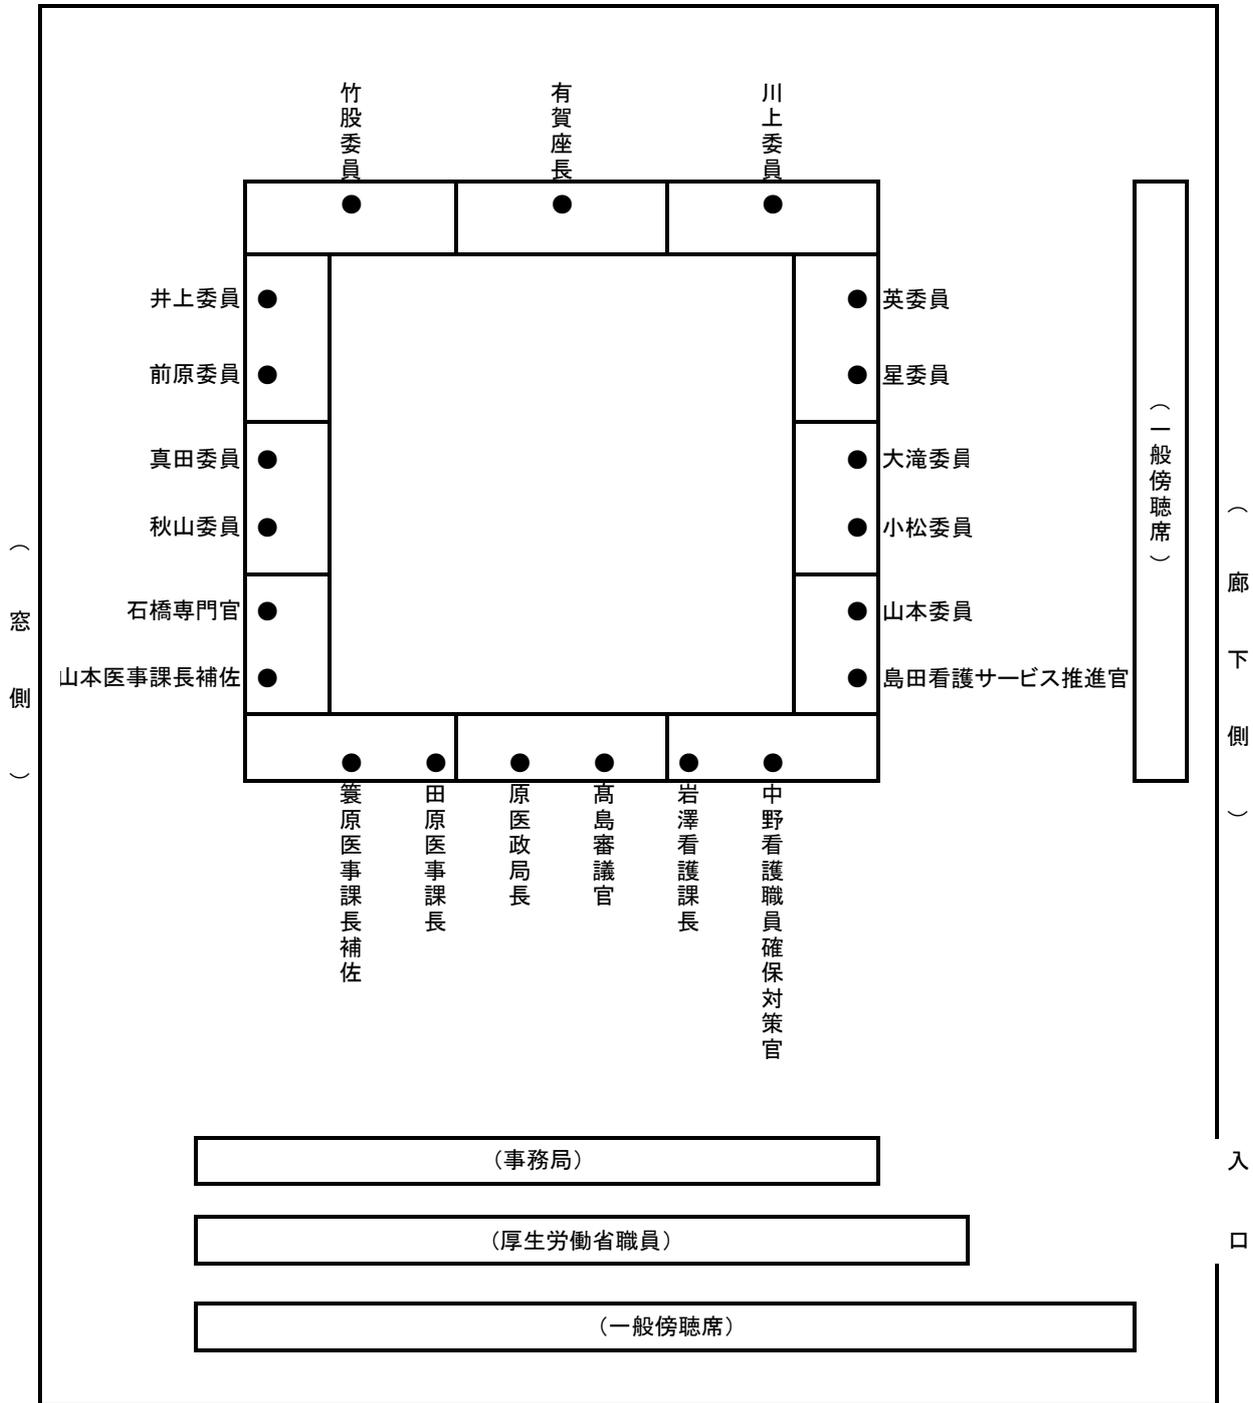 竹股委員
有賀座長
川上委員
井上委員
英委員
前原委員
星委員
（一般傍聴席）
真田委員
大滝委員
秋山委員
小松委員
（窓側）
（廊下側）
石橋専門官
山本委員
山本医事課長補佐
島田看護サービス推進官
簑原医事課長補佐
田原医事課長
原医政局長
髙島審議官
岩澤看護課長
中野看護職員確保対策官
（事務局）
入口
（厚生労働省職員）
（一般傍聴席）